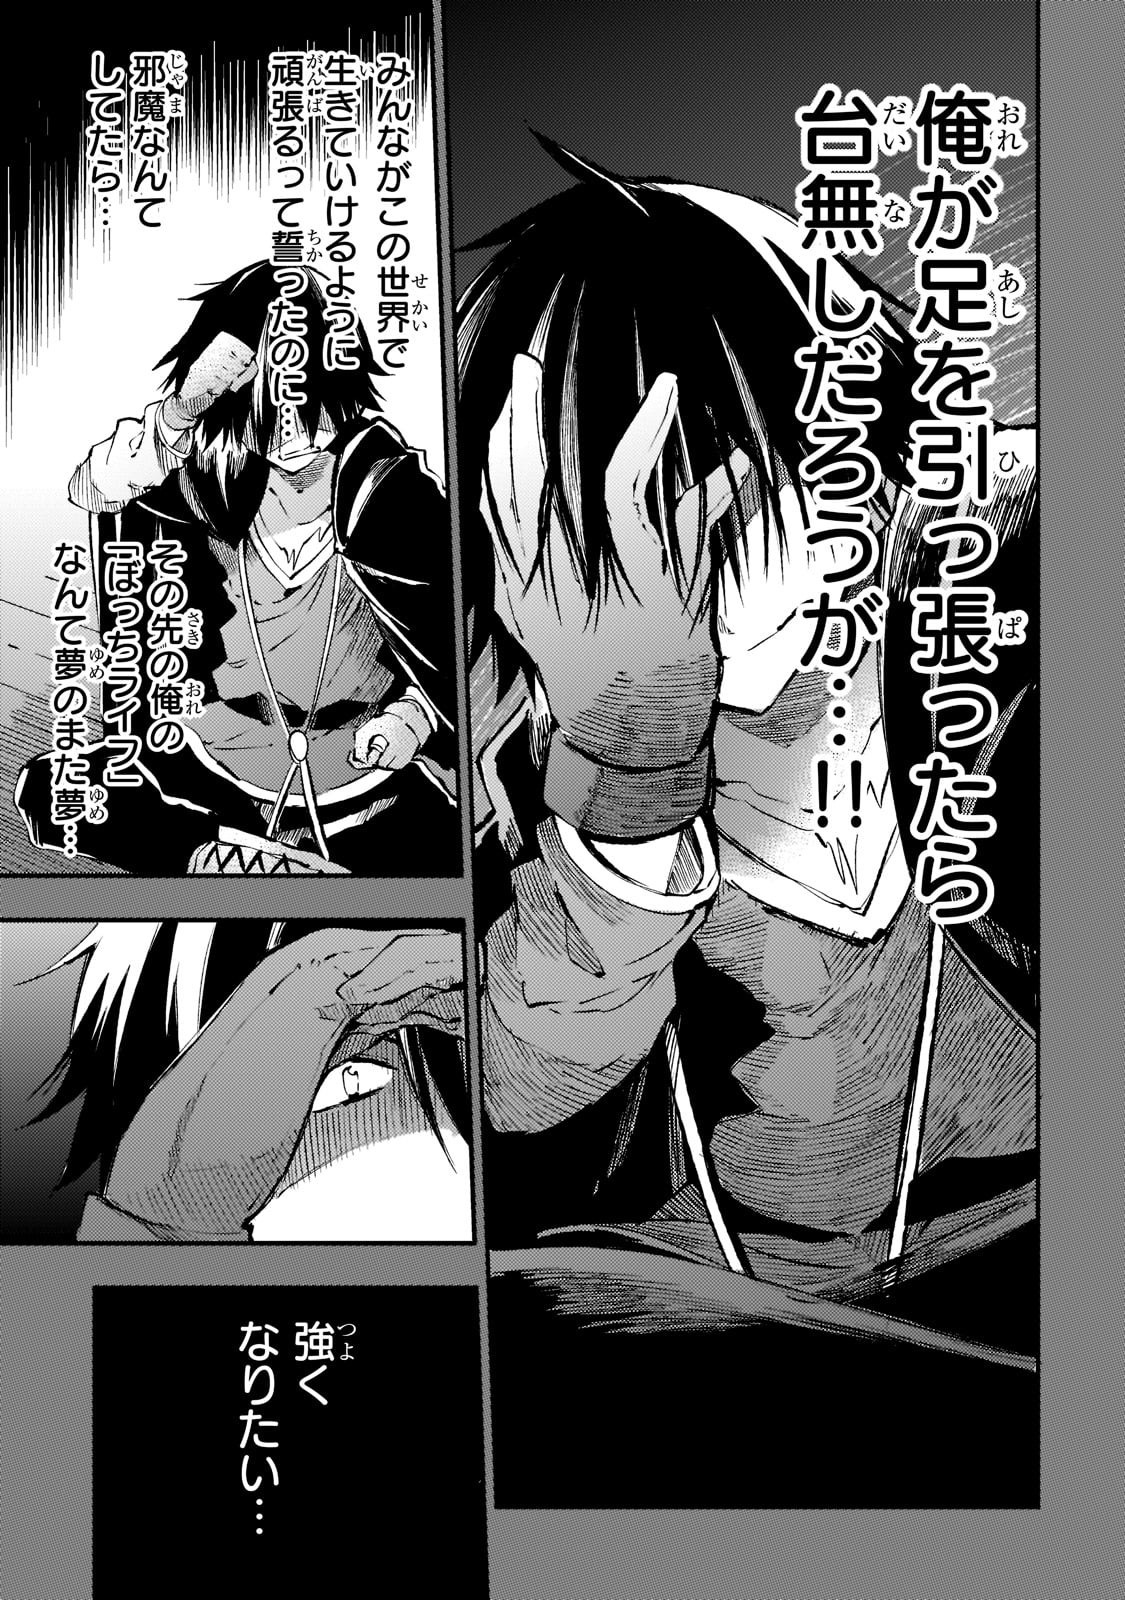 俺が足を引っ張ったら
台無しだろうが…!!
みんながこの世界で
生きていけるように
頑張るって誓ったのに…
邪魔なんて
してたら…
その先の俺の
「ぼっちライフ」
なんて夢のまた夢…
強く
なりたい…